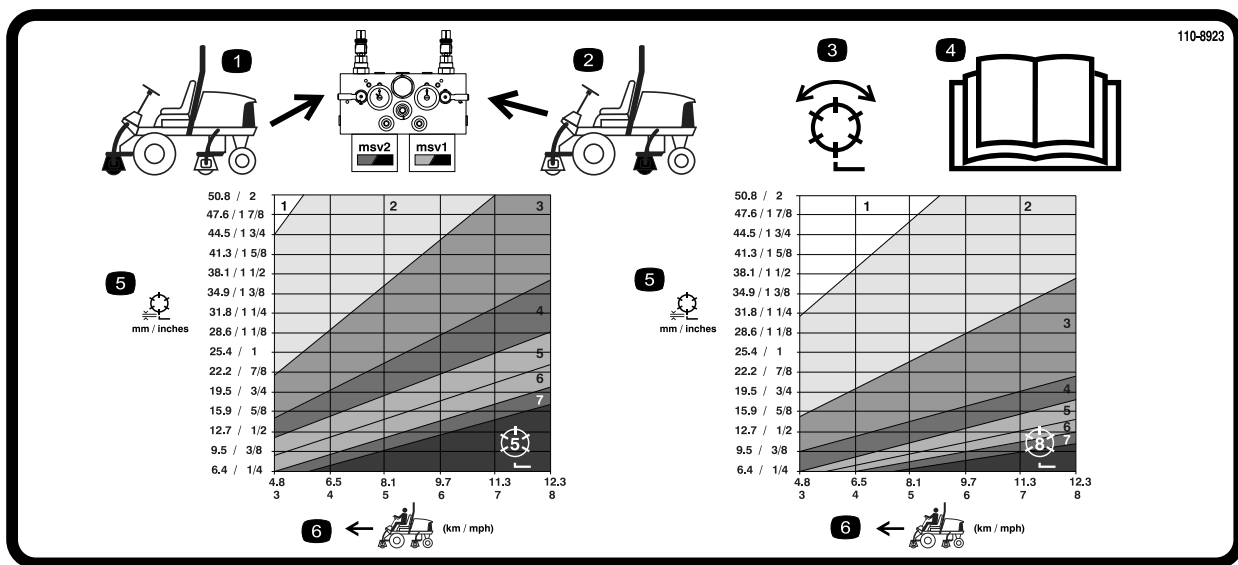 110-8923
1
2
3
4
msv2
msv1
5
mm / inches
50.8 / 2
47.6 / 1 7/8
44.5 / 1 3/4
41.3 / 1 5/8
38.1 / 1 1/2
34.9 / 1 3/8
31.8 / 1 1/4
28.6 / 1 1/8
25.4 / 1
22.2 / 7/8
19.5 / 3/4
15.9 / 5/8
12.7 / 1/2
9.5 / 3/8
6.4 / 1/4
1
2
3
4
5
6
7
5
4.8 6.5 8.1 9.7 11.3 12.3
3 4 5 6 7 8
6
(km / mph)
5
mm / inches
50.8 / 2
47.6 / 1 7/8
44.5 / 1 3/4
41.3 / 1 5/8
38.1 / 1 1/2
34.9 / 1 3/8
31.8 / 1 1/4
28.6 / 1 1/8
25.4 / 1
22.2 / 7/8
19.5 / 3/4
15.9 / 5/8
12.7 / 1/2
9.5 / 3/8
6.4 / 1/4
1
2
3
4
5
6
7
8
4.8 6.5 8.1 9.7 11.3 12.3
3 4 5 6 7 8
6
(km / mph)